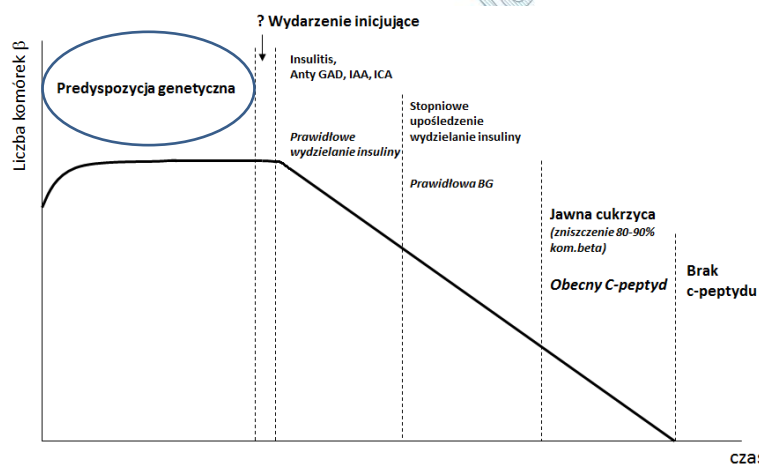 ? Wydarzenie inicjujące
Liczba komórek β
Predyspozycja genetyczna
Insulitis,
Anty GAD, IAA, ICA
Prawidłowe
wydzielanie insuliny
Stopniowe
upośledzenie
wydzielanie insuliny
Prawidłowa BG
Jawna cukrzyca
(zniszczenie 80-90%
kom.beta)
Obecny C-peptyd
Brak
c-peptydu
czas